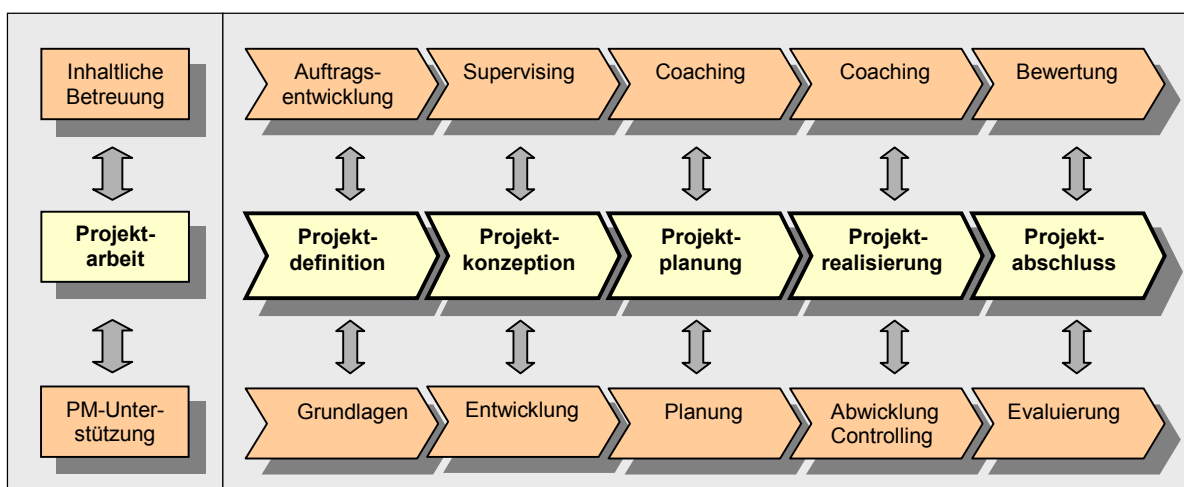 Inhaltliche
Betreuung
Auftrags-
entwicklung
Supervising
Coaching
Coaching
Bewertung
Projekt-
arbeit
Projekt-
definition
Projekt-
konzeption
Projekt-
planung
Projekt-
realisierung
Projekt-
abschluss
PM-Unter-
stützung
Grundlagen
Entwicklung
Planung
Abwicklung
Controlling
Evaluierung